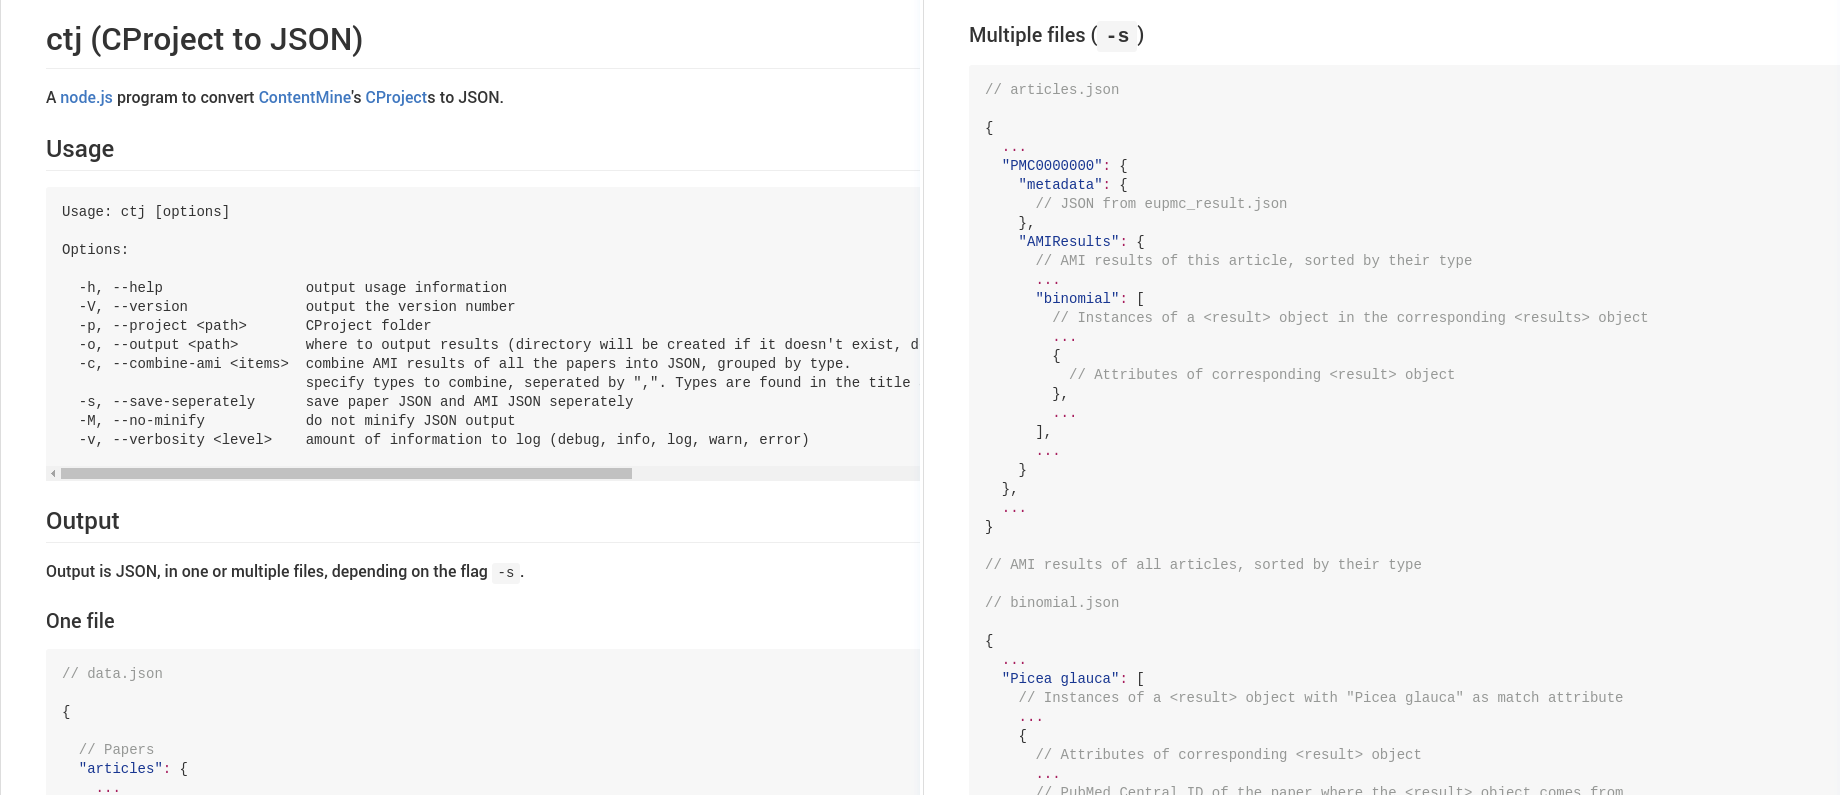 ctj (CProject to JSON)
A node.js program to convert ContentMine's CProjects to JSON.
Usage
Usage: ctj [options]
Options:
-h, --help output usage information
-V, --version output the version number
-p, --project <path> CProject folder
-o, --output <path> where to output results (directory will be created if it doesn't exist, d
-c, --combine-ami <items> combine AMI results of all the papers into JSON, grouped by type.
specify types to combine, seperated by ",". Types are found in the title
-s, --save-seperately save paper JSON and AMI JSON seperately
-M, --no-minify do not minify JSON output
-v, --verbosity <level> amount of information to log (debug, info, log, warn, error)
Output
Output is JSON, in one or multiple files, depending on the flag -s.
One file
// data.json
{
// Papers
"articles": {
...
Multiple files ( -s )
// articles.json
{
...
"PMC0000000": {
"metadata": {
// JSON from eupmc_result.json
},
"AMIResults": {
// AMI results of this article, sorted by their type
...
"binomial": [
// Instances of a <result> object in the corresponding <results> object
...
{
// Attributes of corresponding <result> object
},
...
],
...
}
},
...
}
// AMI results of all articles, sorted by their type
// binomial.json
{
...
"Picea glauca": [
// Instances of a <result> object with "Picea glauca" as match attribute
...
{
// Attributes of corresponding <result> object
...
// PubMed Central ID of the paper where the <result> object comes from